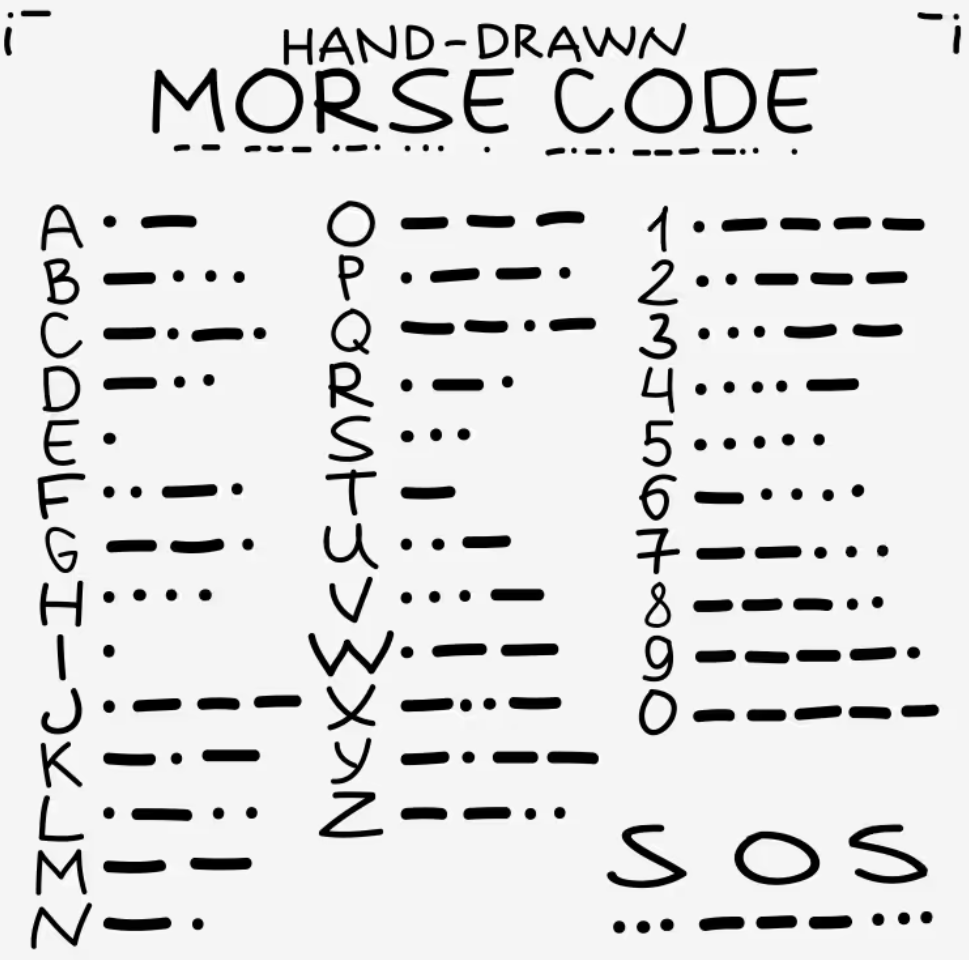 HAND-DRAWN
MORSE CODE
-- --- .-. ... . -.-. --- -.. .
A .-
B -...
C -.-.
D -..
E .
F ..-.
G --.
H ....
I .
J .---
K -.-
L .-..
M --
N -.
O ---
P .--.
Q --.-
R .-.
S ...
T -
U ..-
V ...-
W .--
X -..-
Y -.--
Z --..
1 .----
2 ..---
3 ...--
4 ....-
5 .....
6 -....
7 --...
8 ---..
9 ----.
0 -----
SOS
... --- ...